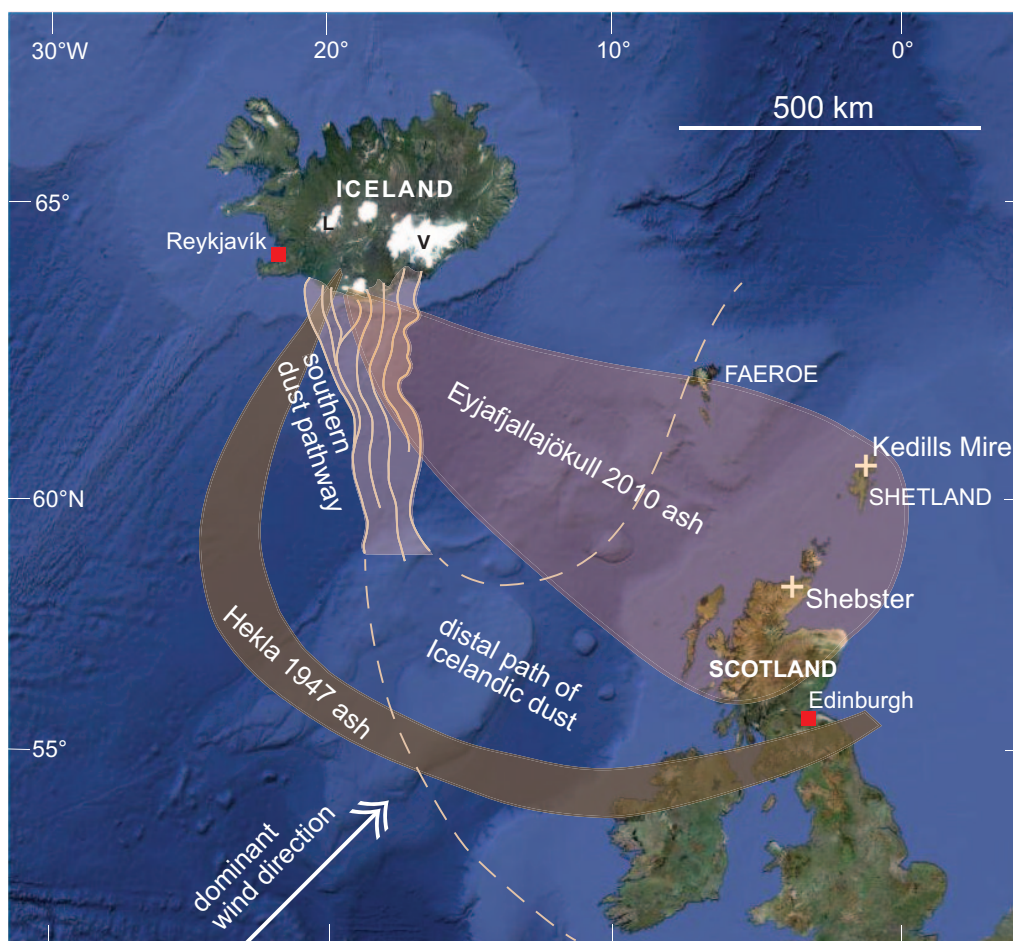 30°W
20°
10°
0°
500 km
65°
ICELAND
L
V
Reykjavík
southern
dust pathway
FAEROE
Eyjafjallajökull 2010 ash
Kedills Mire
SHETLAND
60°N
Shebster
distal path of
Icelandic dust
SCOTLAND
Edinburgh
Hekla 1947 ash
55°
dominant
wind direction